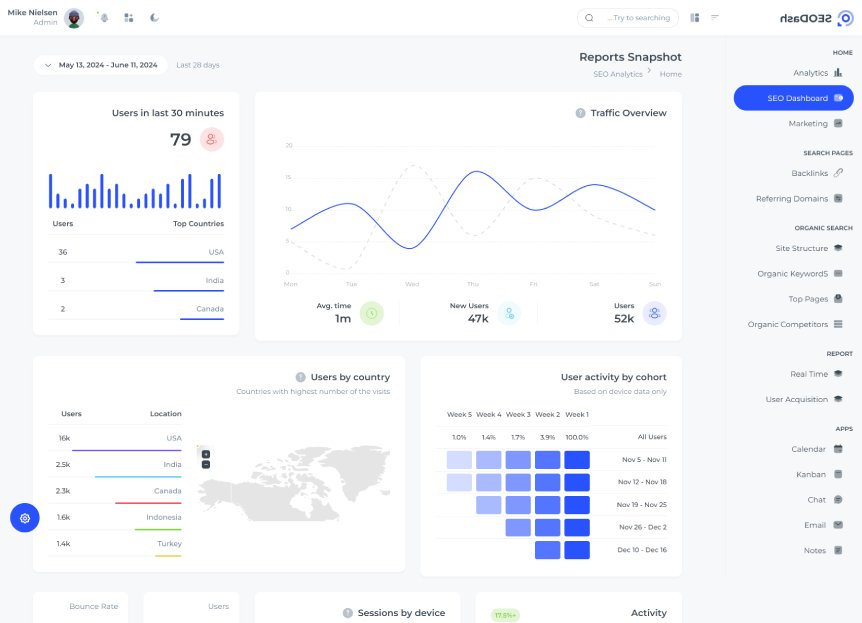 Mike Nielsen
Admin
Try to searching ...
SEODash
May 13, 2024 - June 11, 2024
Last 28 days
Reports Snapshot
SEO Analytics
Home
Users in last 30 minutes
79
Users
Top Countries
36
USA
3
India
2
Canada
Traffic Overview
20
15
10
5
0
Mon
Tue
Wed
Thu
Fri
Sat
Sun
Avg. time
1m
New Users
47k
Users
52k
Users by country
Countries with highest number of the visits
Users
Location
16k
USA
2.5k
India
2.3k
Canada
1.6k
Indonesia
1.4k
Turkey
User activity by cohort
Based on device data only
Week 5
Week 4
Week 3
Week 2
Week 1
1.0%
1.4%
1.7%
3.9%
100.0%
All Users
Nov 5 - Nov 11
Nov 12 - Nov 18
Nov 19 - Nov 25
Nov 26 - Dec 2
Dec 10 - Dec 16
Bounce Rate
Users
Sessions by device
17.5%+
Activity
HOME
Analytics
SEO Dashboard
Marketing
SEARCH PAGES
Backlinks
Referring Domains
ORGANIC SEARCH
Site Structure
Organic KeywordS
Top Pages
Organic Competitors
REPORT
Real Time
User Acquisition
APPS
Calendar
Kanban
Chat
Email
Notes